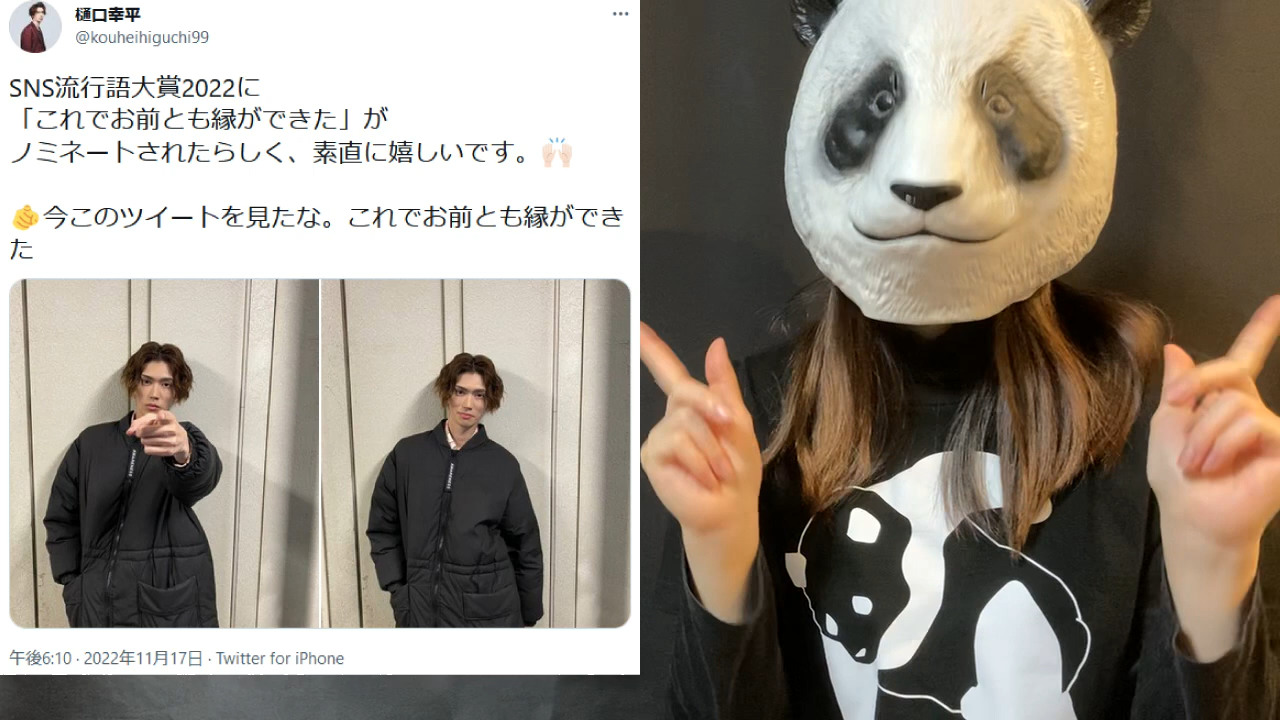 樋口幸平
@kouheihiguchi99
SNS流行語大賞2022に
「これでお前とも縁ができた」が
ノミネートされたらしく、素直に嬉しいです。🙌🏻
🫵今このツイートを見たな。これでお前とも縁ができ
た
午後6:10 · 2022年11月17日 · Twitter for iPhone